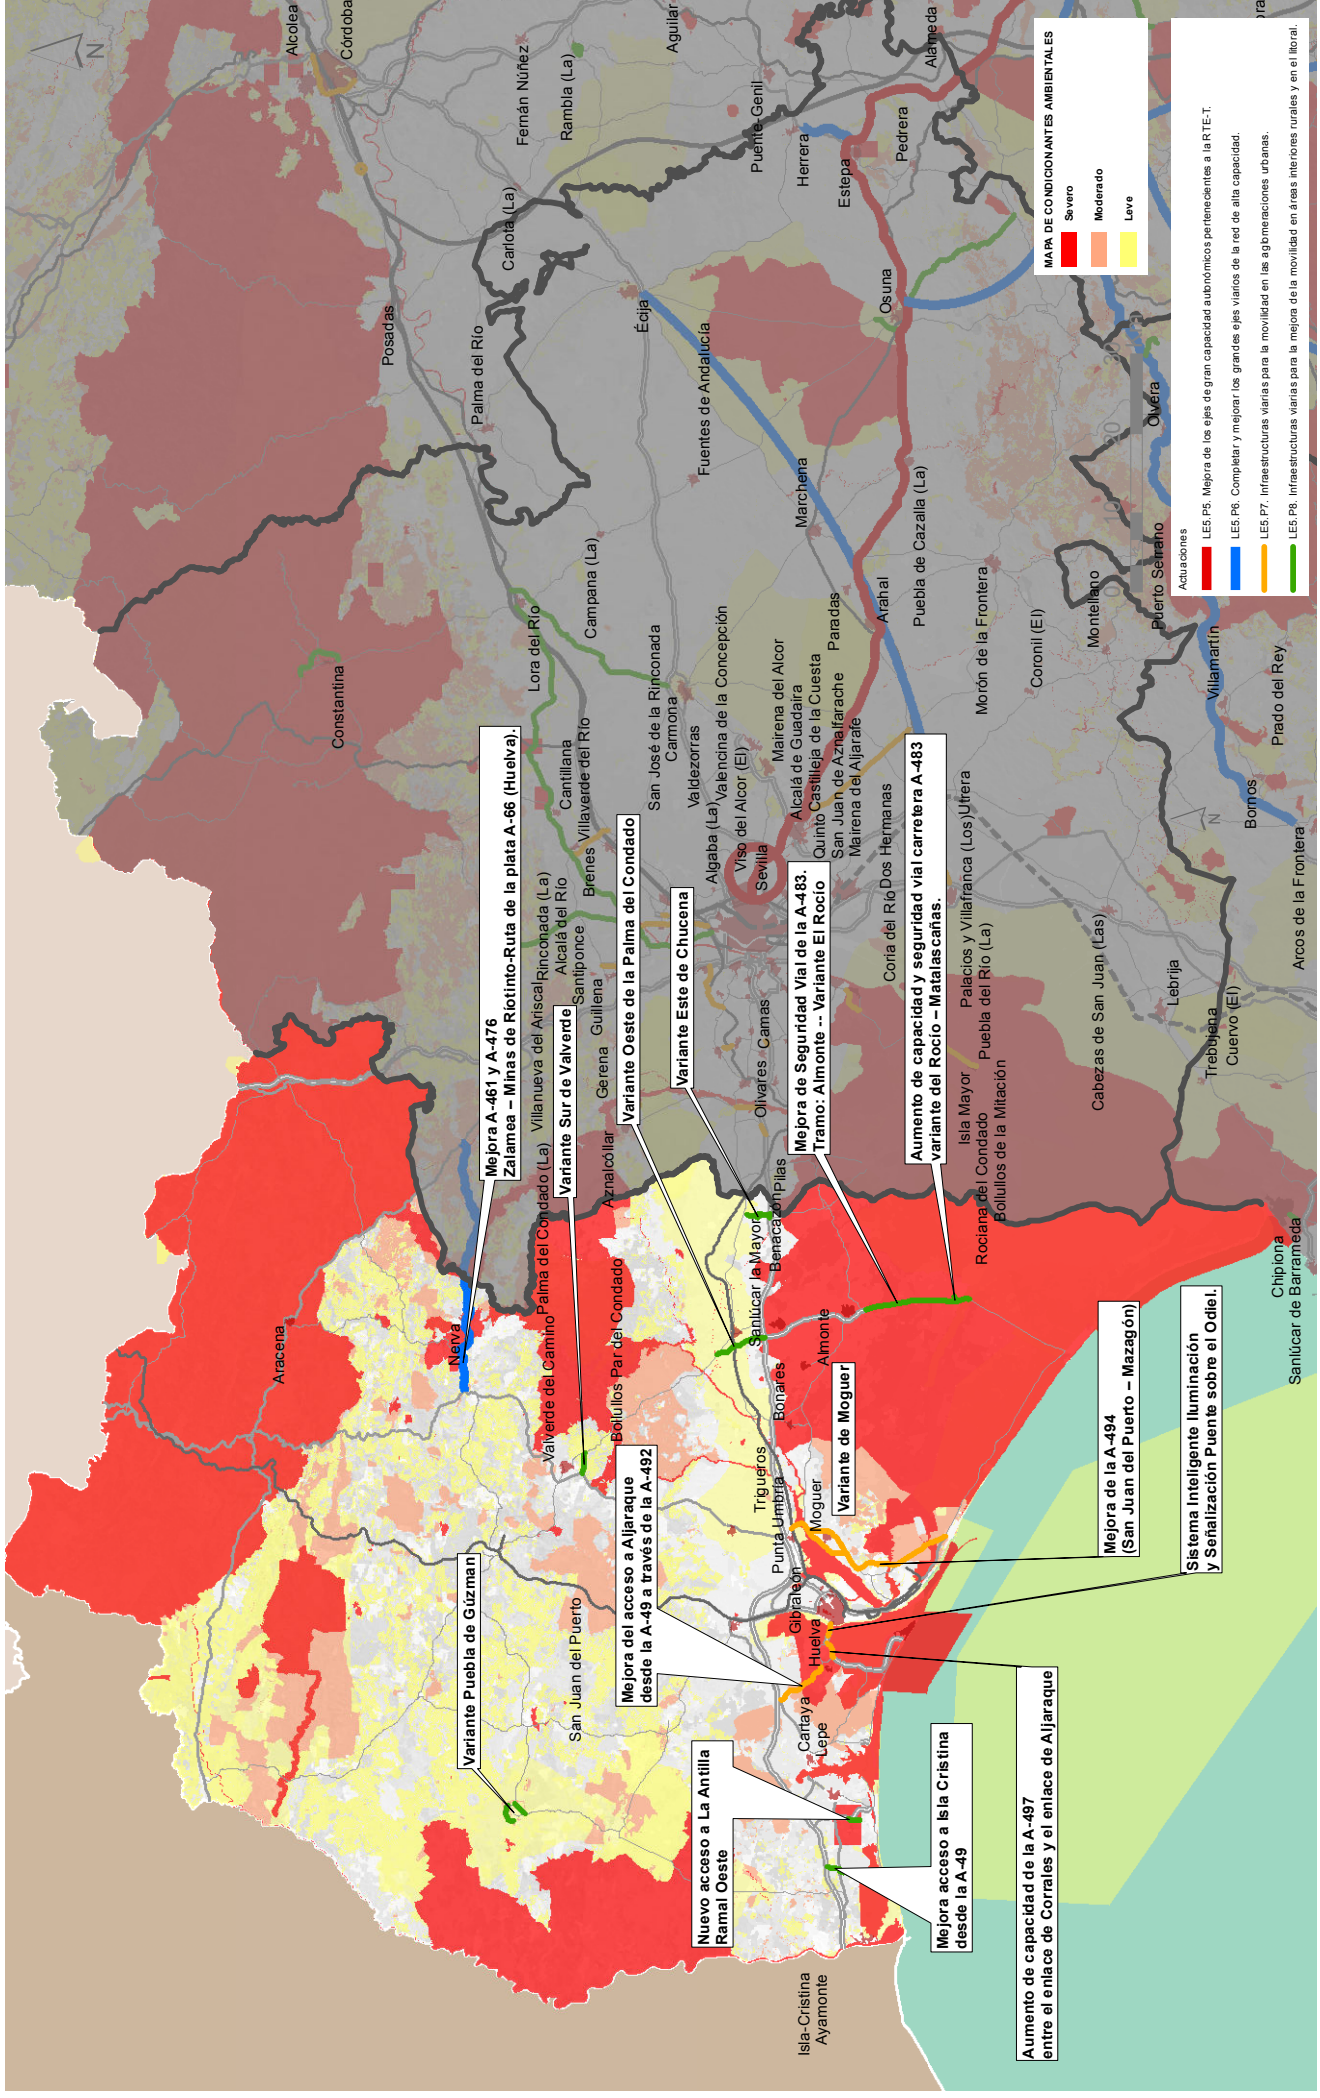 MAPA DE CONDICIONANTES AMBIENTALES
Severo
Moderado
Leve
Actuaciones
LE5.P5. Mejora de los ejes de gran capacidad autonómicos pertenecientes a la RTE-T.
LE5.P6. Completar y mejorar los grandes ejes viarios de la red de alta capacidad.
LE5.P7. Infraestructuras viarias para la movilidad en las aglomeraciones urbanas.
LE5.P8. Infraestructuras viarias para la mejora de la movilidad en áreas interiores rurales y en el litoral.
Mejora A-461 y A-476
Zalamea – Minas de Riotinto-Ruta de la plata A-66 (Huelva).
Variante Sur de Valverde
Variante Oeste de la Palma del Condado
Variante Este de Chucena
Mejora de Seguridad Vial de la A-483.
Tramo: Almonte -- Variante El Rocío
Aumento de capacidad y seguridad vial carretera A-483
variante del Rocío – Matalascañas.
Variante Puebla de Gúzman
Mejora del acceso a Aljaraque
desde la A-49 a través de la A-492
Variante de Moguer
Mejora de la A-494
(San Juan del Puerto – Mazagón)
Sistema Inteligente Iluminación
y Señalización Puente sobre el Odiel.
Nuevo acceso a La Antilla
Ramal Oeste
Mejora acceso a Isla Cristina
desde la A-49
Aumento de capacidad de la A-497
entre el enlace de Corrales y el enlace de Aljaraque
N
Alcolea
Córdoba
Fernán Núñez
Rambla (La)
Aguilar
Puente-Genil
Herrera
Estepa
Pedrera
Alameda
Carlota (La)
Posadas
Palma del Río
Écija
Osuna
Fuentes de Andalucía
Marchena
Olvera
Puebla de Cazalla (La)
Puerto Serrano
Campana (La)
Lora del Río
Constantina
Arahal
Paradas
Morón de la Frontera
Coronil (El)
Montellano
Villamartín
Prado del Rey
Bornos
Arcos de la Frontera
N
San José de la Rinconada
Carmona
Valdezorras
Valencina de la Concepción
Viso del Alcor (El)
Algaba (La)
Sevilla
Mairena del Alcor
Alcalá de Guadaira
Castilleja de la Cuesta
Quinto
San Juan de Aznalfarache
Mairena del Aljarafe
Cantillana
Villaverde del Río
Brenes
Rinconada (La)
Alcalá del Río
Santiponce
Guillena
Gerena
Villanueva del Ariscal
Aznalcóllar
Olivares
Camas
Coria del Río
Dos Hermanas
Utrera
Palacios y Villafranca (Los)
Puebla del Río (La)
Isla Mayor
Rociana del Condado
Bollullos de la Mitación
Cabezas de San Juan (Las)
Lebrija
Trebujena
Cuervo (El)
Chipiona
Sanlúcar de Barrameda
Pilas
Benacazón
Sanlúcar la Mayor
Palma del Condado (La)
Valverde del Camino
Bollullos Par del Condado
Nerva
Aracena
Almonte
Bonares
Trigueros
Punta Umbría
Moguer
Gibraleón
Huelva
Cartaya
Lepe
San Juan del Puerto
Isla-Cristina
Ayamonte